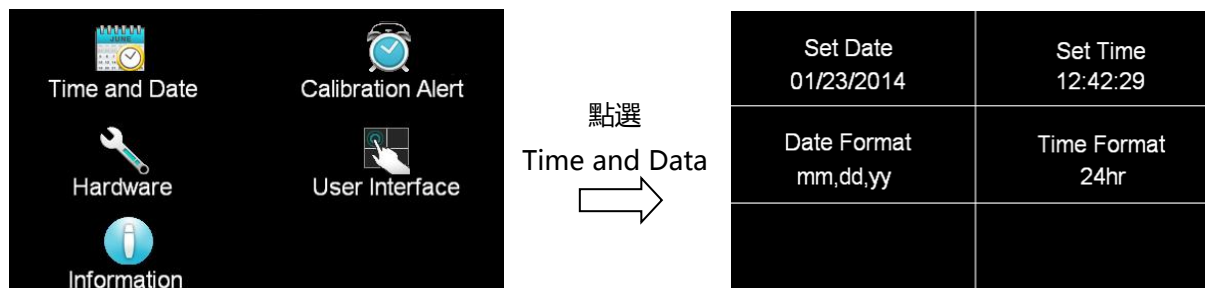 JUNE
Time and Date
Calibration Alert
Hardware
User Interface
Information
點選
Time and Data
Set Date
01/23/2014
Set Time
12:42:29
Date Format
mm,dd,yy
Time Format
24hr